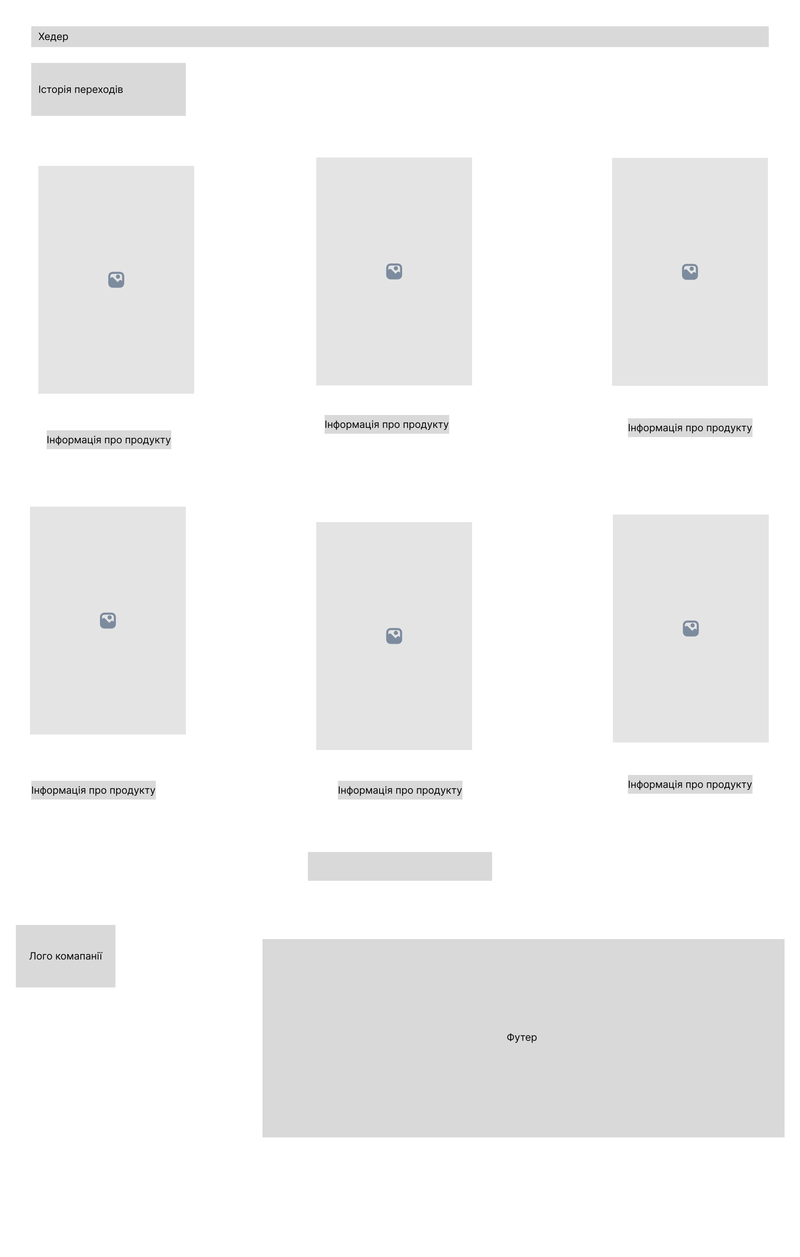 Хедер
Історія переходів
Інформація про продукту
Інформація про продукту
Інформація про продукту
Інформація про продукту
Інформація про продукту
Інформація про продукту
Лого комапанії
Футер